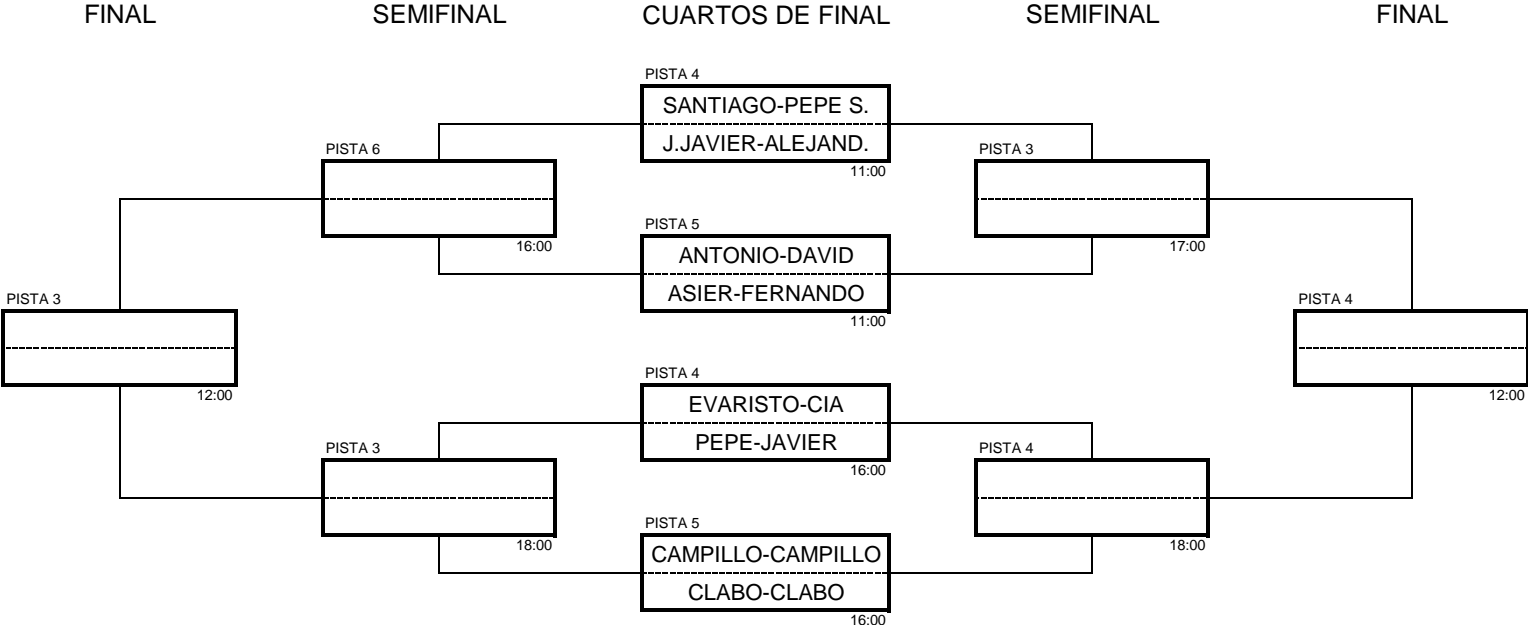 FINAL SEMIFINAL CUARTOS DE FINAL SEMIFINAL FINAL
PISTA 4
SANTIAGO-PEPE S.
J.JAVIER-ALEJAND.
11:00
PISTA 6
16:00
PISTA 3
17:00
PISTA 5
ANTONIO-DAVID
ASIER-FERNANDO
11:00
PISTA 3
12:00
PISTA 4
12:00
PISTA 4
EVARISTO-CIA
PEPE-JAVIER
16:00
PISTA 3
18:00
PISTA 4
18:00
PISTA 5
CAMPILLO-CAMPILLO
CLABO-CLABO
16:00